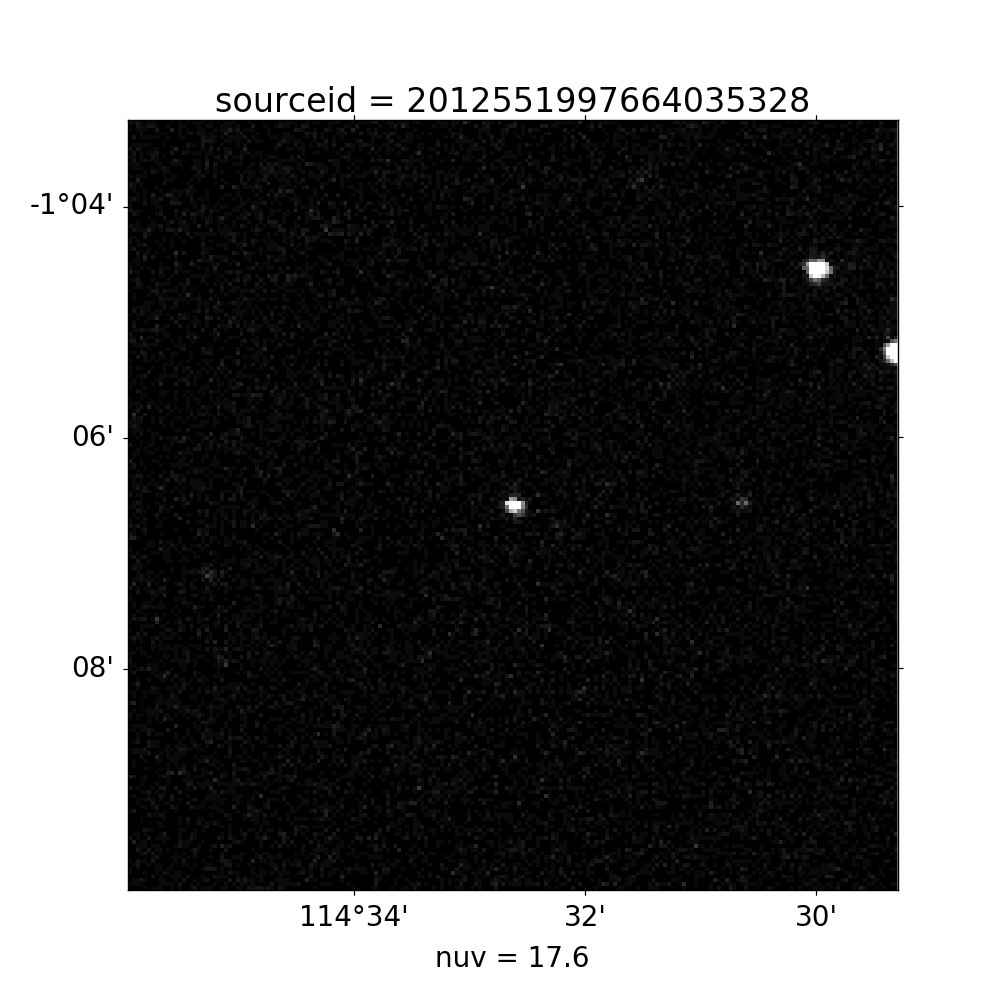 sourceid = 2012551997664035328
-1°04'
06'
08'
114°34' 32' 30'
nuv = 17.6